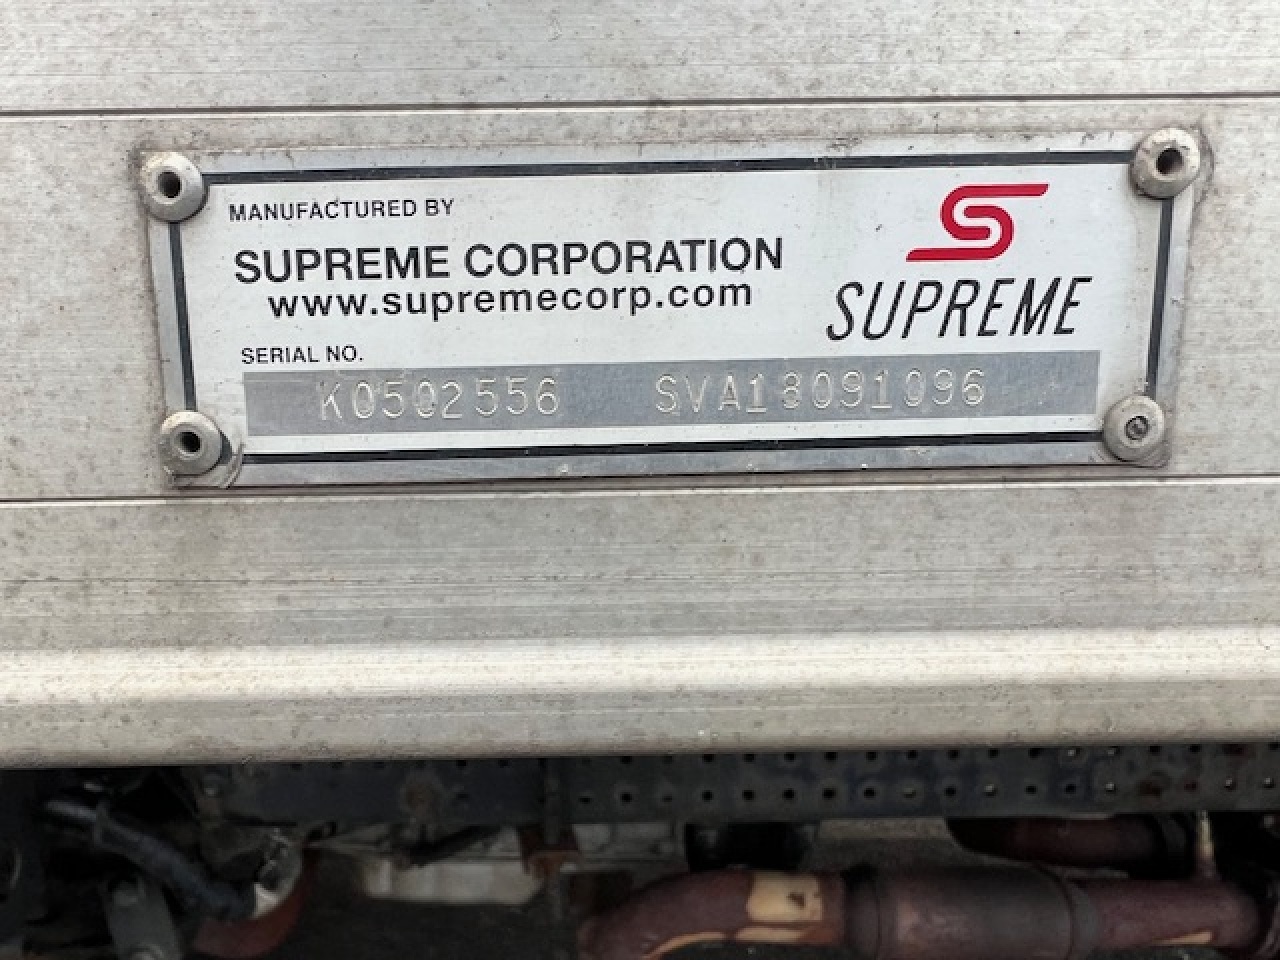 MANUFACTURED BY
SUPREME CORPORATION
www.supremecorp.com
SUPREME
SERIAL NO.
K0502556 SVA18091096